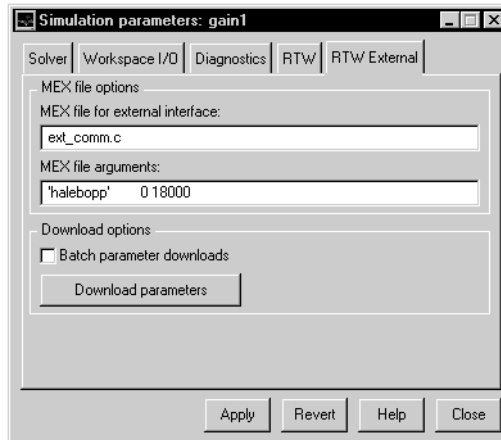 Simulation parameters: gain1
Solver Workspace I/O Diagnostics RTW RTW External
MEX file options
MEX file for external interface:
ext_comm.c
MEX file arguments:
'halebopp' 0 18000
Download options
Batch parameter downloads
Download parameters
Apply Revert Help Close